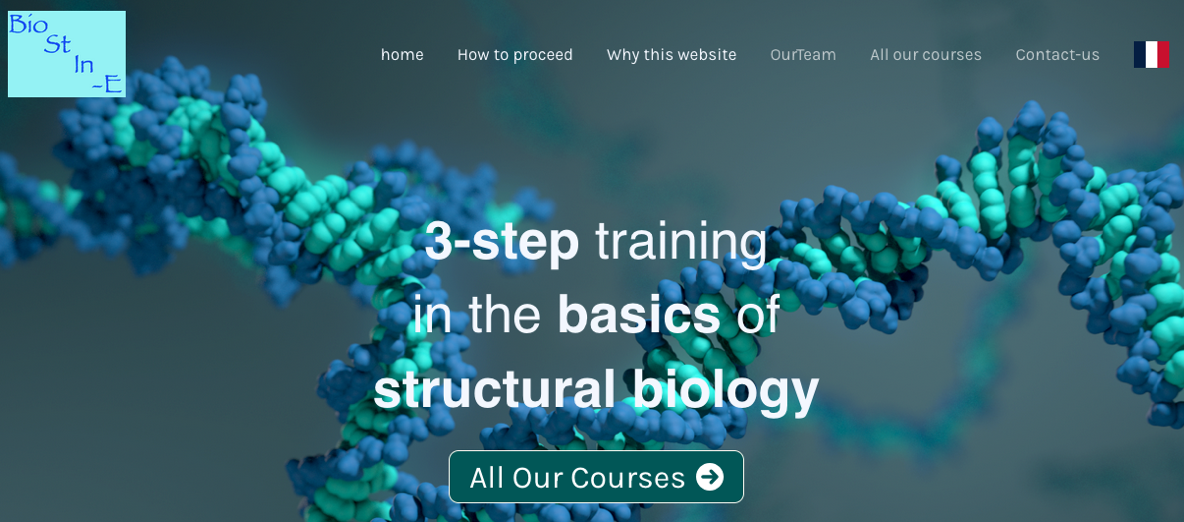 Bio
St
In
-E
home
How to proceed
Why this website
OurTeam
All our courses
Contact-us
3-step training
in the basics of
structural biology
All Our Courses